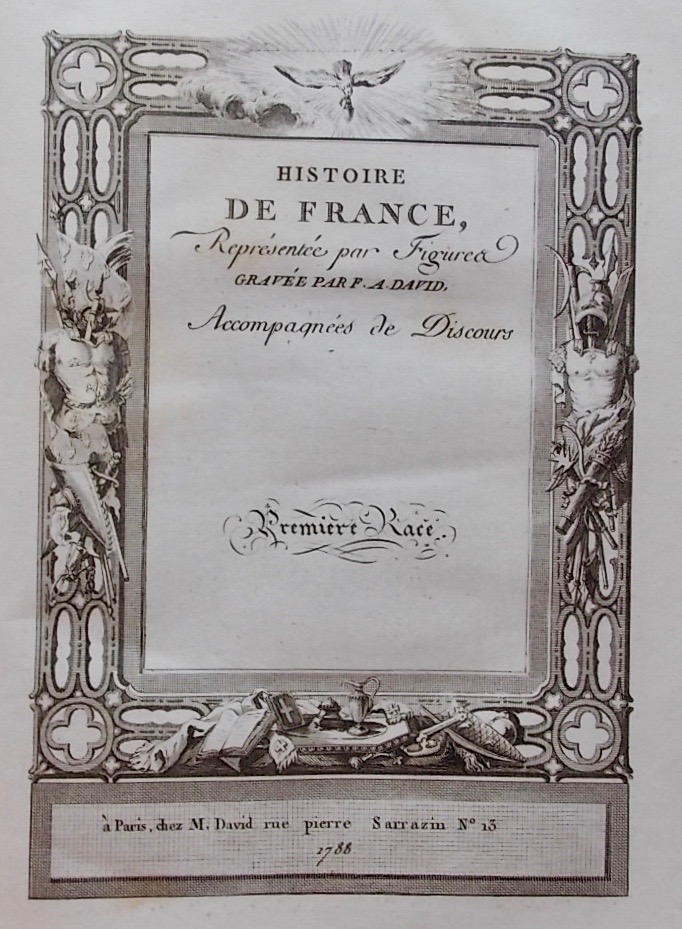 HISTOIRE
DE FRANCE,
Représentée par Figures
GRAVÉE PAR F. A. DAVID,
Accompagnées de Discours
Première Race
à Paris, chez M. David rue pierre Sarrazin N° 13
1788